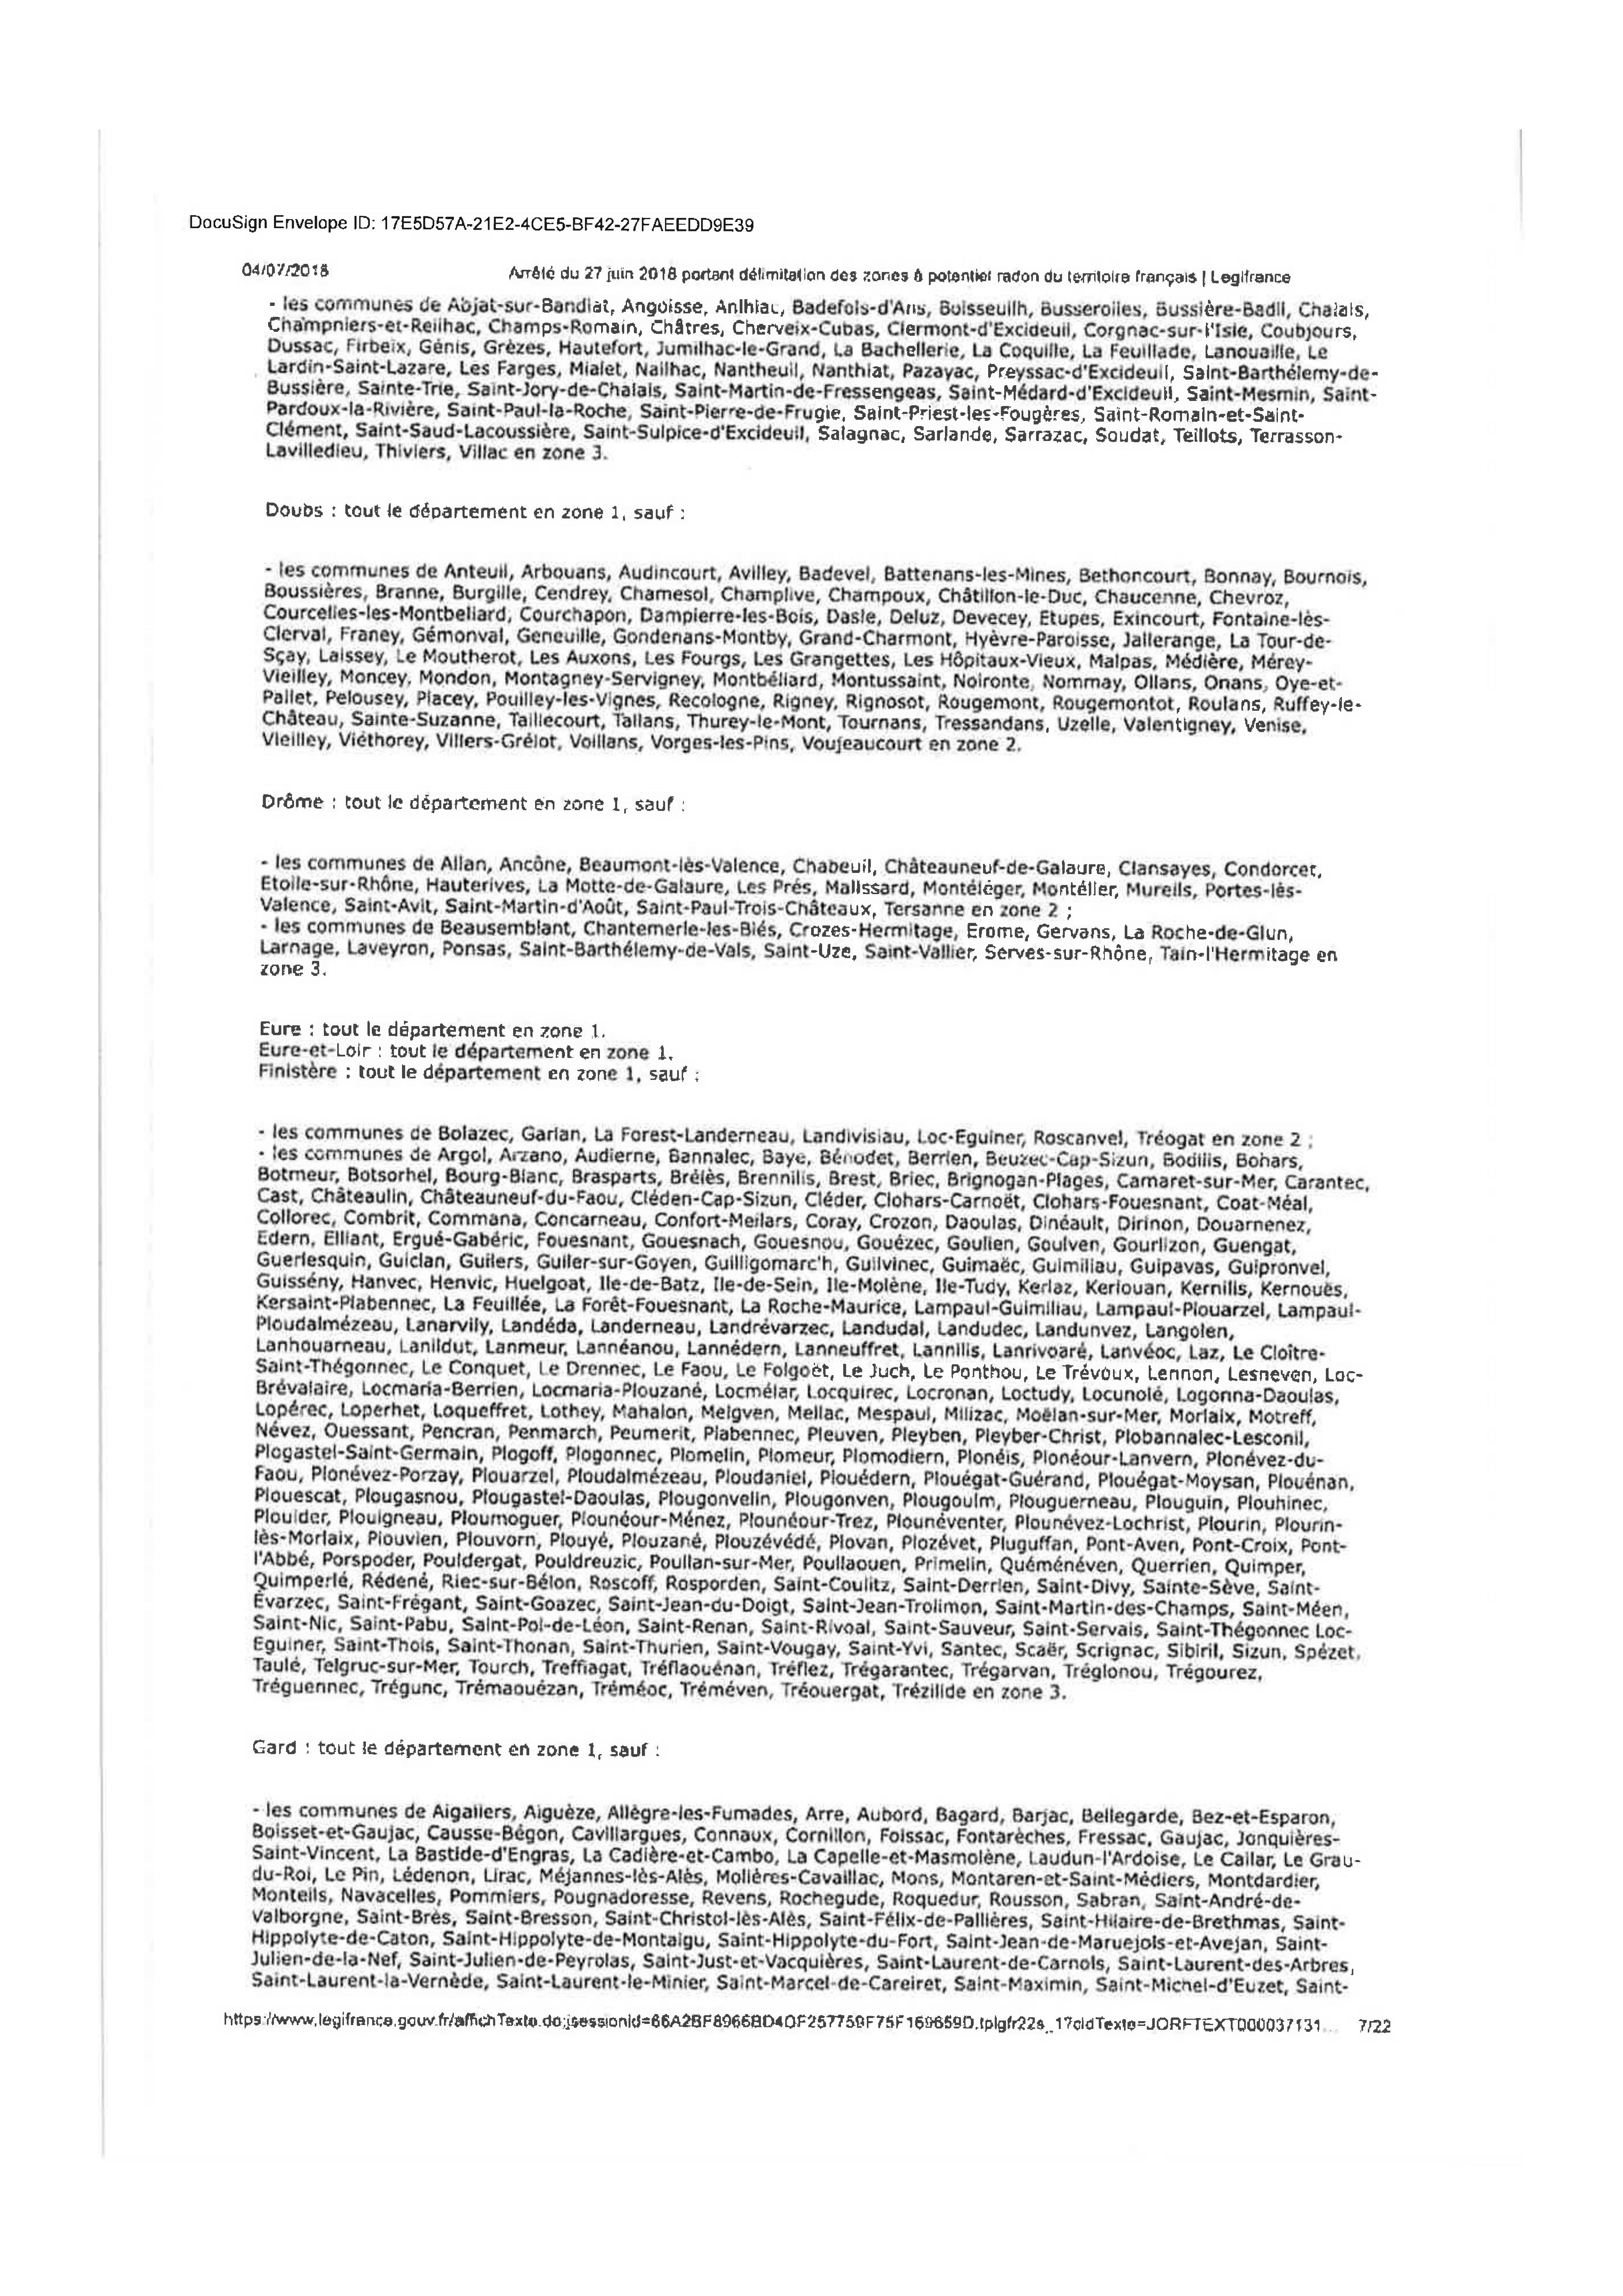 DocuSign Envelope ID: 17E5D57A-21E2-4CE5-BF42-27FAEEDD9E39
04/07/2018 Arrêté du 27 juin 2018 portant délimitation des zones à potentiel radon du territoire français | Legifrance
- les communes de Abjat-sur-Bandiat, Angoisse, Anlhiac, Badefols-d'Ans, Boisseuilh, Busserolles, Bussière-Badil, Chalais,
Champniers-et-Reilhac, Champs-Romain, Châtres, Cherveix-Cubas, Clermont-d'Excideuil, Corgnac-sur-l'Isle, Coubjours,
Dussac, Firbeix, Génis, Grèzes, Hautefort, Jumilhac-le-Grand, La Bachellerie, La Coquille, La Feuillade, Lanouaille, Le
Lardin-Saint-Lazare, Les Farges, Mialet, Nailhac, Nantheuil, Nanthiat, Pazayac, Preyssac-d'Excideuil, Saint-Barthélemy-de-
Bussière, Sainte-Trie, Saint-Jory-de-Chalais, Saint-Martin-de-Fressengeas, Saint-Médard-d'Excideuil, Saint-Mesmin, Saint-
Pardoux-la-Rivière, Saint-Paul-la-Roche, Saint-Pierre-de-Frugie, Saint-Priest-les-Fougères, Saint-Romain-et-Saint-
Clément, Saint-Saud-Lacoussière, Saint-Sulpice-d'Excideuil, Salagnac, Sarlande, Sarrazac, Soudat, Teillots, Terrasson-
Lavilledieu, Thiviers, Villac en zone 3.
Doubs : tout le département en zone 1, sauf :
- les communes de Anteuil, Arbouans, Audincourt, Avilley, Badevel, Battenans-les-Mines, Bethoncourt, Bonnay, Bournois,
Boussières, Branne, Burgille, Cendrey, Chamesol, Champlive, Champoux, Châtillon-le-Duc, Chaucenne, Chevroz,
Courcelles-les-Montbeliard, Courchapon, Dampierre-les-Bois, Dasle, Deluz, Devecey, Etupes, Exincourt, Fontaine-lès-
Clerval, Franey, Gémonval, Geneuille, Gondenans-Montby, Grand-Charmont, Hyèvre-Paroisse, Jallerange, La Tour-de-
Sçay, Laissey, Le Moutherot, Les Auxons, Les Fourgs, Les Grangettes, Les Hôpitaux-Vieux, Malpas, Médière, Mérey-
Vieilley, Moncey, Mondon, Montagney-Servigney, Montbéliard, Montussaint, Noironte, Nommay, Ollans, Onans, Oye-et-
Pallet, Pelousey, Placey, Pouilley-les-Vignes, Recologne, Rigney, Rignosot, Rougemont, Rougemontot, Roulans, Ruffey-le-
Château, Sainte-Suzanne, Taillecourt, Tallans, Thurey-le-Mont, Tournans, Tressandans, Uzelle, Valentigney, Venise,
Vieilley, Viéthorey, Villers-Grélot, Voillans, Vorges-les-Pins, Voujeaucourt en zone 2.
Drôme : tout le département en zone 1, sauf :
- les communes de Allan, Ancône, Beaumont-lès-Valence, Chabeuil, Châteauneuf-de-Galaure, Clansayes, Condorcet,
Etoile-sur-Rhône, Hauterives, La Motte-de-Galaure, Les Prés, Malissard, Montéléger, Montélier, Mureils, Portes-lès-
Valence, Saint-Avit, Saint-Martin-d'Août, Saint-Paul-Trois-Châteaux, Tersanne en zone 2 ;
- les communes de Beausemblant, Chantemerle-les-Blés, Crozes-Hermitage, Erome, Gervans, La Roche-de-Glun,
Larnage, Laveyron, Ponsas, Saint-Barthélemy-de-Vals, Saint-Uze, Saint-Vallier, Serves-sur-Rhône, Tain-l'Hermitage en
zone 3.
Eure : tout le département en zone 1.
Eure-et-Loir : tout le département en zone 1.
Finistère : tout le département en zone 1, sauf :
- les communes de Bolazec, Garlan, La Forest-Landerneau, Landivisiau, Loc-Eguiner, Roscanvel, Tréogat en zone 2 ;
- les communes de Argol, Arzano, Audierne, Bannalec, Baye, Bénodet, Berrien, Beuzec-Cap-Sizun, Bodilis, Bohars,
Botmeur, Botsorhel, Bourg-Blanc, Brasparts, Brélès, Brennilis, Brest, Briec, Brignogan-Plages, Camaret-sur-Mer, Carantec,
Cast, Châteaulin, Châteauneuf-du-Faou, Cléden-Cap-Sizun, Cléder, Clohars-Carnoët, Clohars-Fouesnant, Coat-Méal,
Collorec, Combrit, Commana, Concarneau, Confort-Meilars, Coray, Crozon, Daoulas, Dinéault, Dirinon, Douarnenez,
Edern, Elliant, Ergué-Gabéric, Fouesnant, Gouesnach, Gouesnou, Gouézec, Goulien, Goulven, Gourlizon, Guengat,
Guerlesquin, Guiclan, Guilers, Guiler-sur-Goyen, Guilligomarc'h, Guilvinec, Guimaëc, Guimiliau, Guipavas, Guipronvel,
Guissény, Hanvec, Henvic, Huelgoat, Ile-de-Batz, Ile-de-Sein, Ile-Molène, Ile-Tudy, Kerlaz, Kerlouan, Kernilis, Kernouës,
Kersaint-Plabennec, La Feuillée, La Forêt-Fouesnant, La Roche-Maurice, Lampaul-Guimiliau, Lampaul-Plouarzel, Lampaul-
Ploudalmézeau, Lanarvily, Landéda, Landerneau, Landrévarzec, Landudal, Landudec, Landunvez, Langolen,
Lanhouarneau, Lanildut, Lanmeur, Lannéanou, Lannédern, Lanneuffret, Lannilis, Lanrivoaré, Lanvéoc, Laz, Le Cloître-
Saint-Thégonnec, Le Conquet, Le Drennec, Le Faou, Le Folgoët, Le Juch, Le Ponthou, Le Trévoux, Lennon, Lesneven, Loc-
Brévalaire, Locmaria-Berrien, Locmaria-Plouzané, Locmélar, Locquirec, Locronan, Loctudy, Locunolé, Logonna-Daoulas,
Lopérec, Loperhet, Loqueffret, Lothey, Mahalon, Melgven, Mellac, Mespaul, Milizac, Moëlan-sur-Mer, Morlaix, Motreff,
Névez, Ouessant, Pencran, Penmarch, Peumerit, Plabennec, Pleuven, Pleyben, Pleyber-Christ, Plobannalec-Lesconil,
Plogastel-Saint-Germain, Plogoff, Plogonnec, Plomelin, Plomeur, Plomodiern, Plonéis, Plonéour-Lanvern, Plonévez-du-
Faou, Plonévez-Porzay, Plouarzel, Ploudalmézeau, Ploudaniel, Plouédern, Plouégat-Guérand, Plouégat-Moysan, Plouénan,
Plouescat, Plougasnou, Plougastel-Daoulas, Plougonvelin, Plougonven, Plougoulm, Plouguerneau, Plouguin, Plouhinec,
Plouider, Plouigneau, Ploumoguer, Plounéour-Ménez, Plounéour-Trez, Plounéventer, Plounévez-Lochrist, Plourin, Plourin-
lès-Morlaix, Plouvien, Plouvorn, Plouyé, Plouzané, Plouzévédé, Plovan, Plozévet, Pluguffan, Pont-Aven, Pont-Croix, Pont-
l'Abbé, Porspoder, Pouldergat, Pouldreuzic, Poullan-sur-Mer, Poullaouen, Primelin, Quéménéven, Querrien, Quimper,
Quimperlé, Rédené, Riec-sur-Bélon, Roscoff, Rosporden, Saint-Coulitz, Saint-Derrien, Saint-Divy, Sainte-Sève, Saint-
Evarzec, Saint-Frégant, Saint-Goazec, Saint-Jean-du-Doigt, Saint-Jean-Trolimon, Saint-Martin-des-Champs, Saint-Méen,
Saint-Nic, Saint-Pabu, Saint-Pol-de-Léon, Saint-Renan, Saint-Rivoal, Saint-Sauveur, Saint-Servais, Saint-Thégonnec Loc-
Eguiner, Saint-Thois, Saint-Thonan, Saint-Thurien, Saint-Vougay, Saint-Yvi, Santec, Scaër, Scrignac, Sibiril, Sizun, Spézet,
Taulé, Telgruc-sur-Mer, Tourch, Treffiagat, Tréflaouénan, Tréflez, Trégarantec, Trégarvan, Tréglonou, Trégourez,
Tréguennec, Trégunc, Trémaouézan, Tréméoc, Tréméven, Tréouergat, Trézilidé en zone 3.
Gard : tout le département en zone 1, sauf :
- les communes de Aigaliers, Aiguèze, Allègre-les-Fumades, Arre, Aubord, Bagard, Barjac, Bellegarde, Bez-et-Esparon,
Boisset-et-Gaujac, Causse-Bégon, Cavillargues, Connaux, Cornillon, Foissac, Fontarèches, Fressac, Gaujac, Jonquières-
Saint-Vincent, La Bastide-d'Engras, La Cadière-et-Cambo, La Capelle-et-Masmolène, Laudun-l'Ardoise, Le Cailar, Le Grau-
du-Roi, Le Pin, Lédenon, Lirac, Méjannes-lès-Alès, Molières-Cavaillac, Mons, Montaren-et-Saint-Médiers, Montdardier,
Monteils, Navacelles, Pommiers, Pougnadoresse, Revens, Rochegude, Roquedur, Rousson, Sabran, Saint-André-de-
Valborgne, Saint-Brès, Saint-Bresson, Saint-Christol-lès-Alès, Saint-Félix-de-Pallières, Saint-Hilaire-de-Brethmas, Saint-
Hippolyte-de-Caton, Saint-Hippolyte-de-Montaigu, Saint-Hippolyte-du-Fort, Saint-Jean-de-Maruejols-et-Avejan, Saint-
Julien-de-la-Nef, Saint-Julien-de-Peyrolas, Saint-Just-et-Vacquières, Saint-Laurent-de-Carnols, Saint-Laurent-des-Arbres,
Saint-Laurent-la-Vernède, Saint-Laurent-le-Minier, Saint-Marcel-de-Careiret, Saint-Maximin, Saint-Michel-d'Euzet, Saint-
https://www.legifrance.gouv.fr/affichTexte.do;jsessionid=66A2BF8966BD4OF257759F75F169659D.tplgfr22s_1?cidTexte=JORFTEXT000037131... 7/22